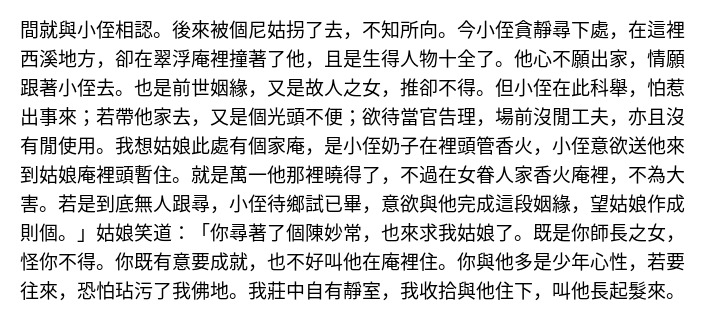 間就與小侄相認。後來被個尼姑拐了去，不知所向。今小侄貪靜尋下處，在這裡
西溪地方，卻在翠浮庵裡撞著了他，且是生得人物十全了。他心不願出家，情願
跟著小侄去。也是前世姻緣，又是故人之女，推卻不得。但小侄在此科舉，怕惹
出事來；若帶他家去，又是個光頭不便；欲待當官告理，場前沒閒工夫，亦且沒
有閒使用。我想姑娘此處有個家庵，是小侄奶子在裡頭管香火，小侄意欲送他來
到姑娘庵裡頭暫住。就是萬一他那裡曉得了，不過在女眷人家香火庵裡，不為大
害。若是到底無人跟尋，小侄待鄉試已畢，意欲與他完成這段姻緣，望姑娘作成
則個。」姑娘笑道：「你尋著了個陳妙常，也來求我姑娘了。既是你師長之女，
怪你不得。你既有意要成就，也不好叫他在庵裡住。你與他多是少年心性，若要
往來，恐怕玷污了我佛地。我莊中自有靜室，我收拾與他住下，叫他長起髮來。